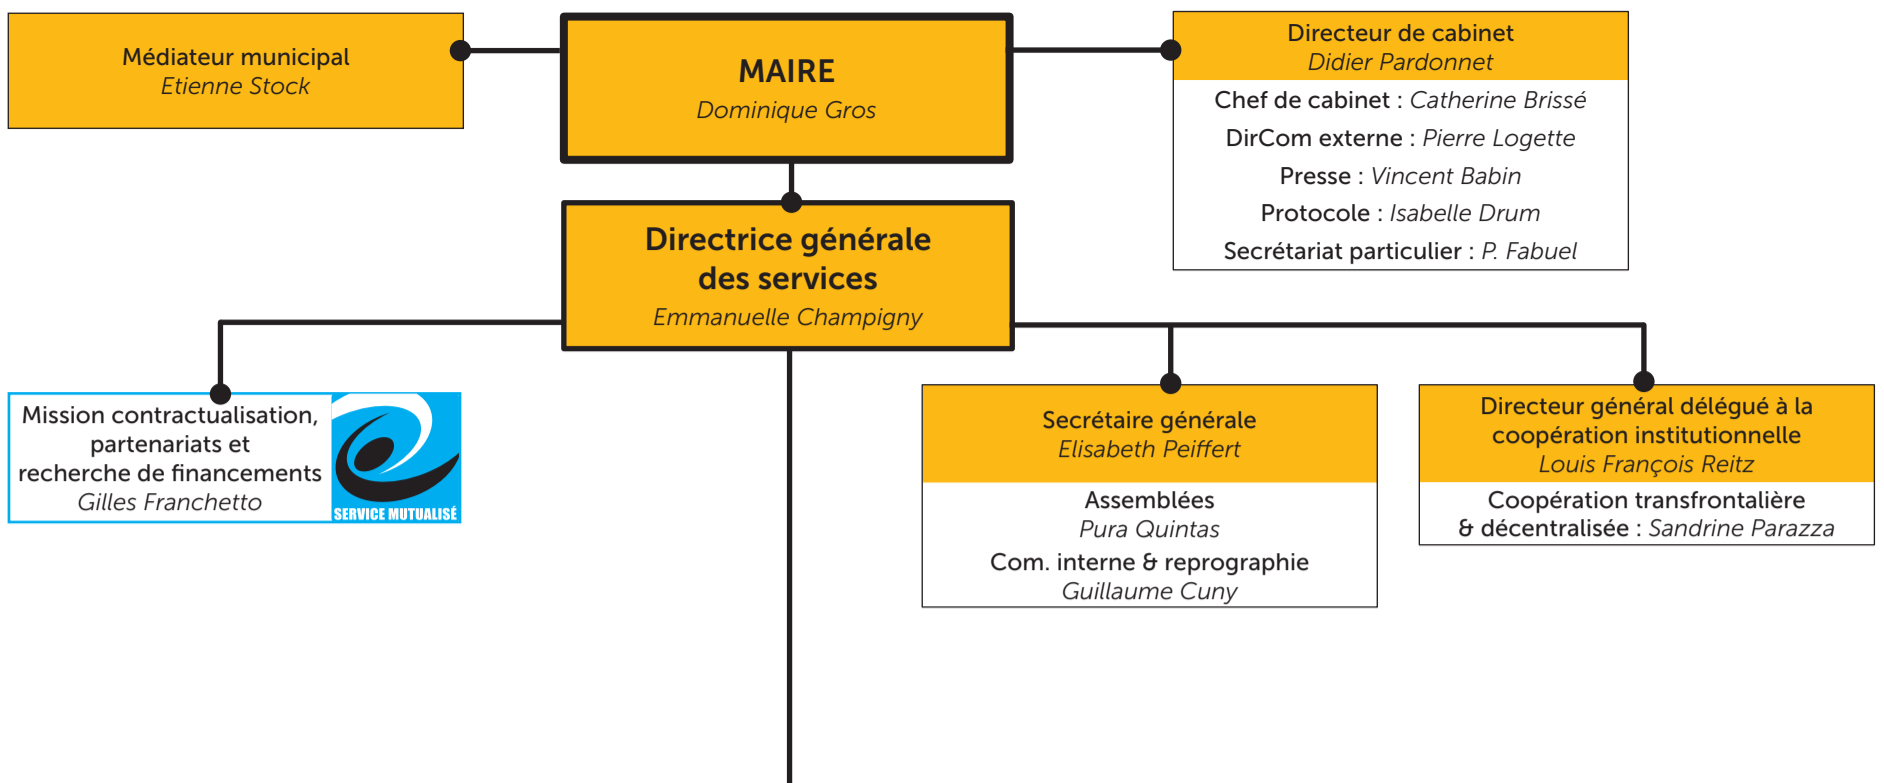 Médiateur municipal
Etienne Stock
MAIRE
Dominique Gros
Directeur de cabinet
Didier Pardonnet
Chef de cabinet : Catherine Brissé
DirCom externe : Pierre Logette
Presse : Vincent Babin
Protocole : Isabelle Drum
Secrétariat particulier : P. Fabuel
Directrice générale
des services
Emmanuelle Champigny
Mission contractualisation,
partenariats et
recherche de financements
Gilles Franchetto
SERVICE MUTUALISÉ
Secrétaire générale
Elisabeth Peiffert
Assemblées
Pura Quintas
Com. interne & reprographie
Guillaume Cuny
Directeur général délégué à la
coopération institutionnelle
Louis François Reitz
Coopération transfrontalière
& décentralisée : Sandrine Parazza